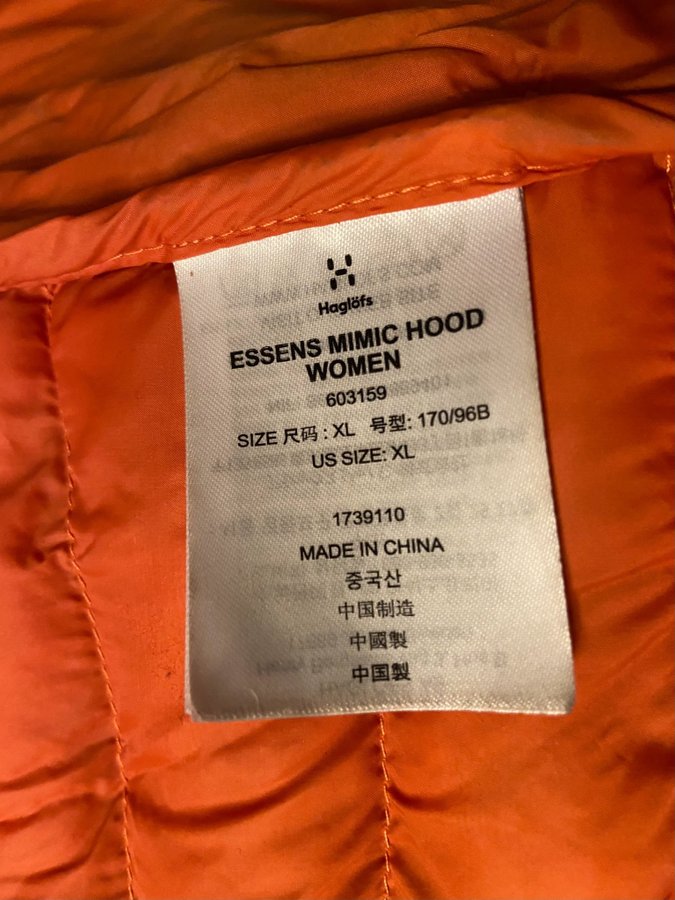 Haglöfs
ESSENS MIMIC HOOD
WOMEN
603159
SIZE 尺码 : XL 号型: 170/96B
US SIZE: XL
1739110
MADE IN CHINA
중국산
中国制造
中國製
中国製